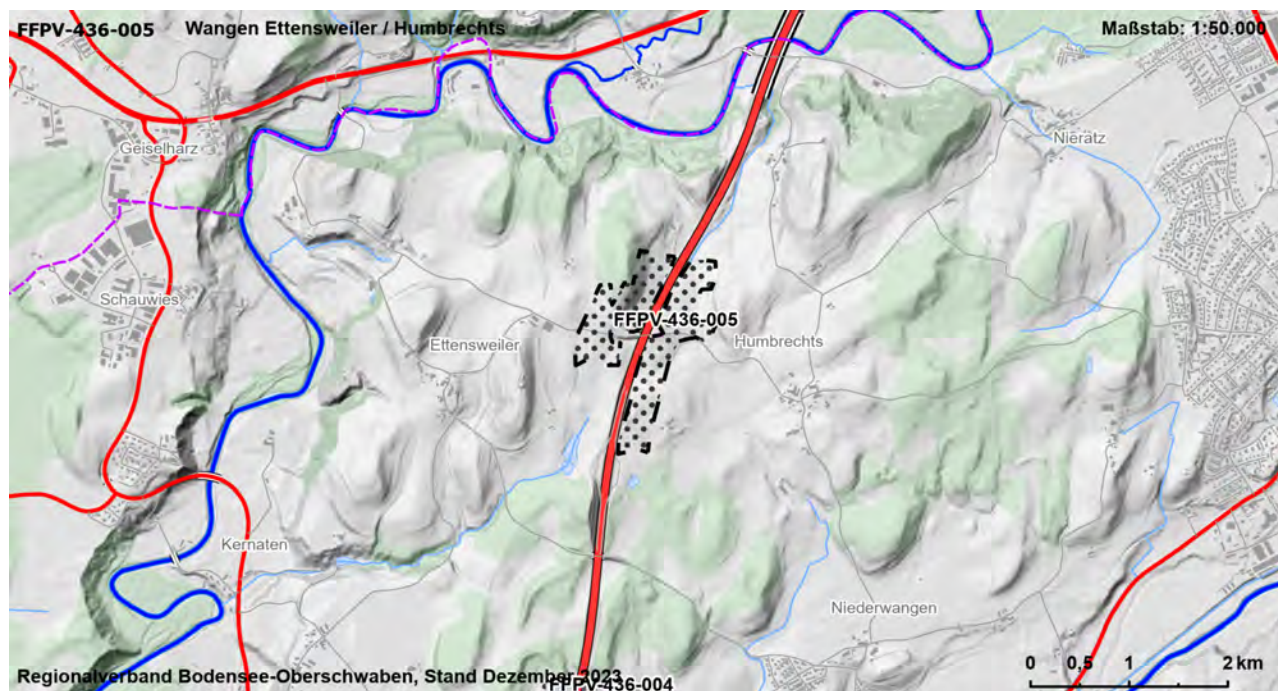 FFPV-436-005 Wangen Ettensweiler / Humbrechts Maßstab: 1:50.000
Nieratz
Geiselharz
Schauwies
FFPV-436-005
Ettensweiler Humbrechts
Kernaten
Niederwangen
0 0,5 1 2 km
Regionalverband Bodensee-Oberschwaben, Stand Dezember 2023
FFPV-436-004